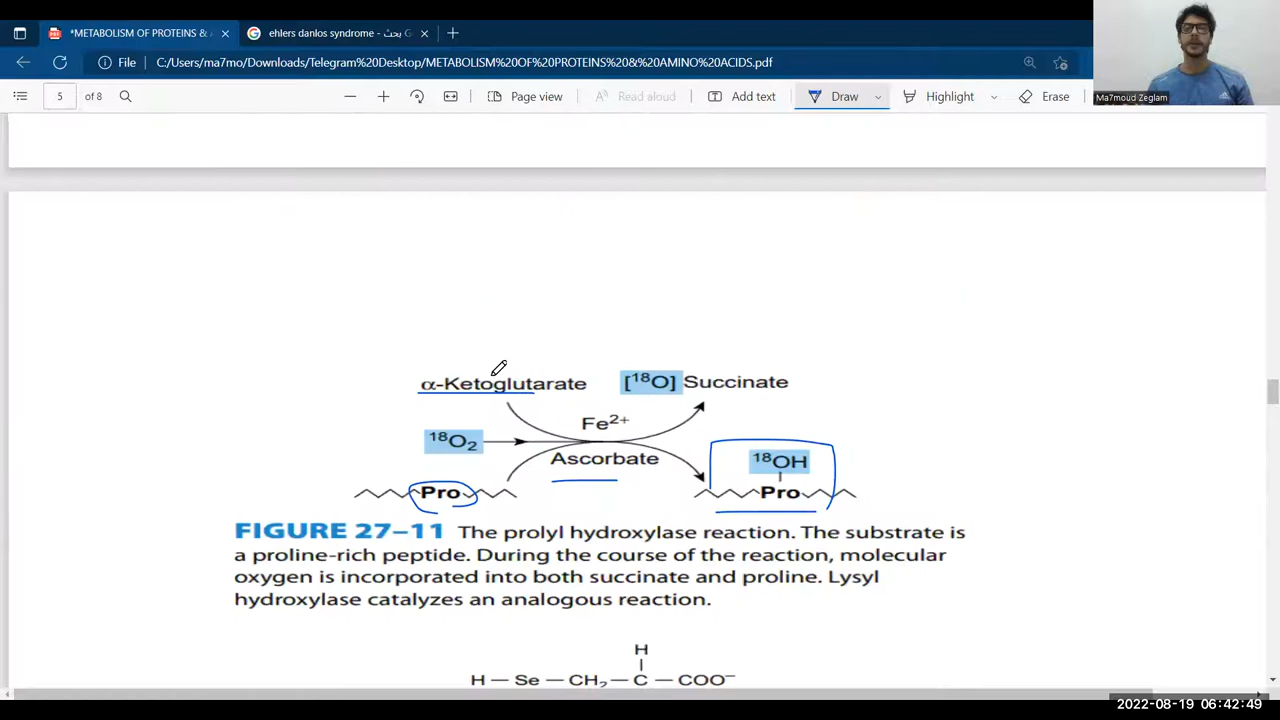 *METABOLISM OF PROTEINS &
ehlers danlos syndrome - بحث G
File C:/Users/ma7mo/Downloads/Telegram%20Desktop/METABOLISM%20OF%20PROTEINS%20&%20AMINO%20ACIDS.pdf
5 of 8 Page view Read aloud Add text Draw Highlight Erase
Ma7moud Zeglam
α-Ketoglutarate [¹⁸O] Succinate
Fe²⁺
¹⁸O₂
Ascorbate
¹⁸OH
Pro Pro
FIGURE 27–11 The prolyl hydroxylase reaction. The substrate is
a proline-rich peptide. During the course of the reaction, molecular
oxygen is incorporated into both succinate and proline. Lysyl
hydroxylase catalyzes an analogous reaction.
H
H — Se — CH₂ — C — COO⁻
2022-08-19 06:42:49